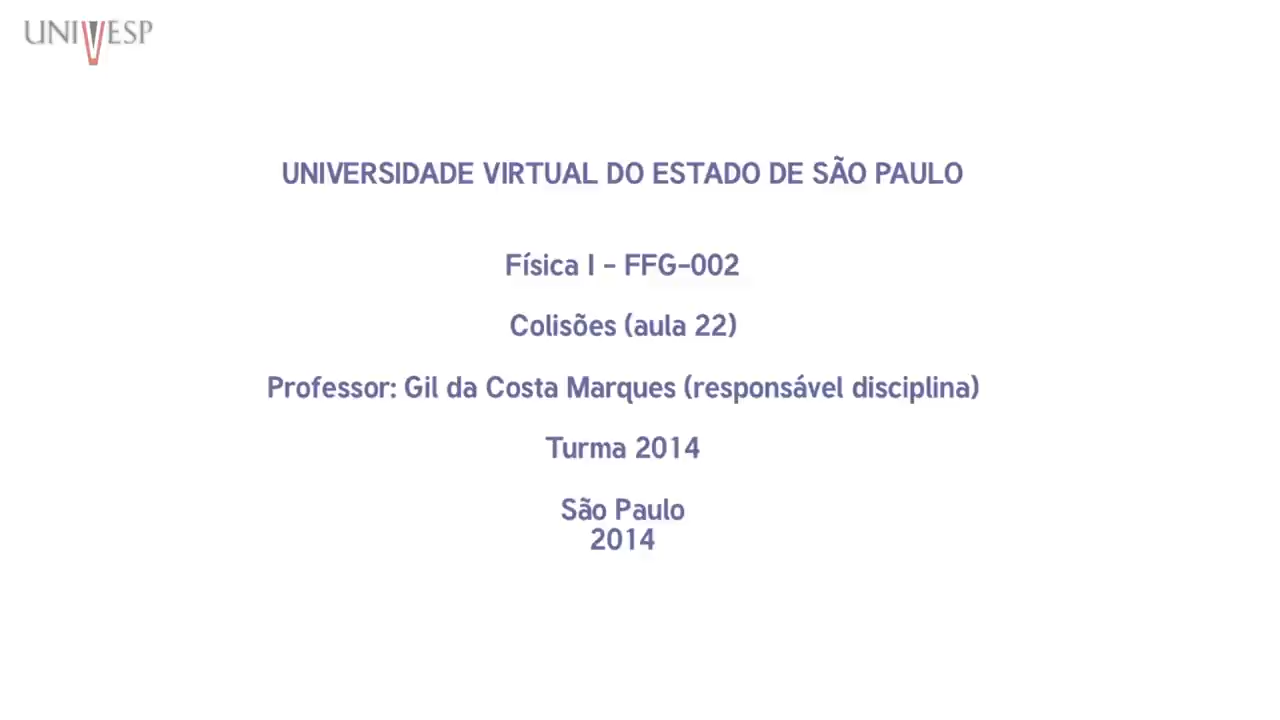 UNIVESP
UNIVERSIDADE VIRTUAL DO ESTADO DE SÃO PAULO
Física I - FFG-002
Colisões (aula 22)
Professor: Gil da Costa Marques (responsável disciplina)
Turma 2014
São Paulo
2014